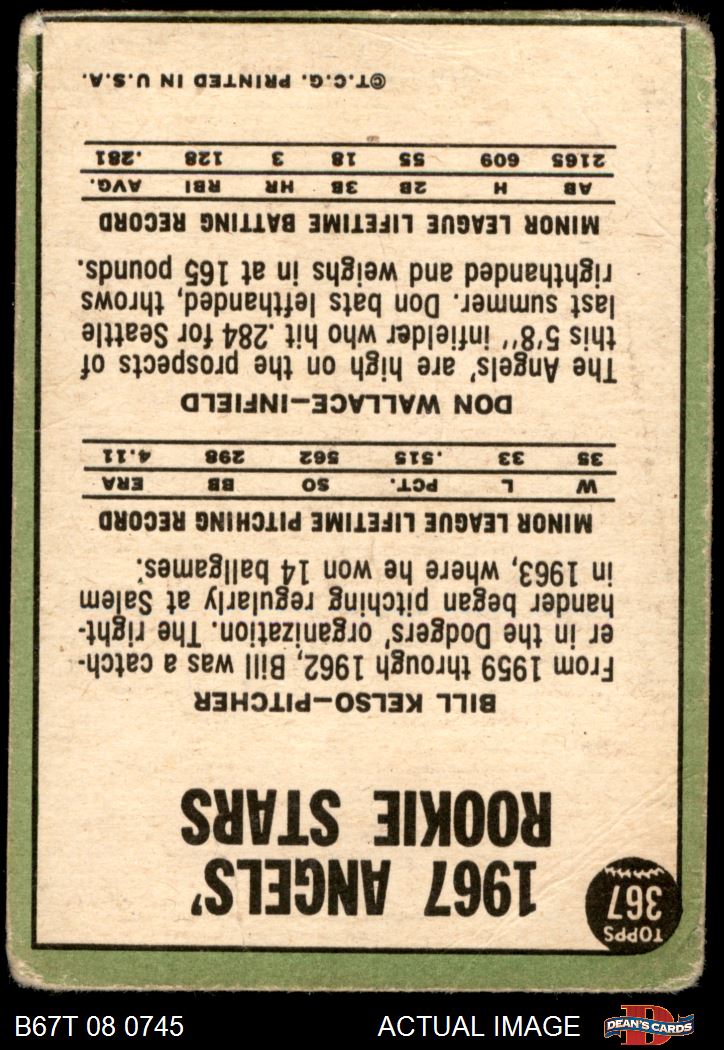 TOPPS
367
1967 ANGELS'
ROOKIE STARS
BILL KELSO—PITCHER
From 1959 through 1962, Bill was a catch-
er in the Dodgers' organization. The right-
hander began pitching regularly at Salem
in 1963, where he won 14 ballgames.
MINOR LEAGUE LIFETIME PITCHING RECORD
W L PCT. SO BB ERA
35 33 .515 562 298 4.11
DON WALLACE—INFIELD
The Angels' are high on the prospects of
this 5'8'' infielder who hit .284 for Seattle
last summer. Don bats lefthanded, throws
righthanded and weighs in at 165 pounds.
MINOR LEAGUE LIFETIME BATTING RECORD
AB H 2B 3B HR RBI AVG.
2165 609 55 18 3 128 .281
©T.C.G. PRINTED IN U.S.A.
B67T 08 0745 ACTUAL IMAGE
D
DEAN'S CARDS